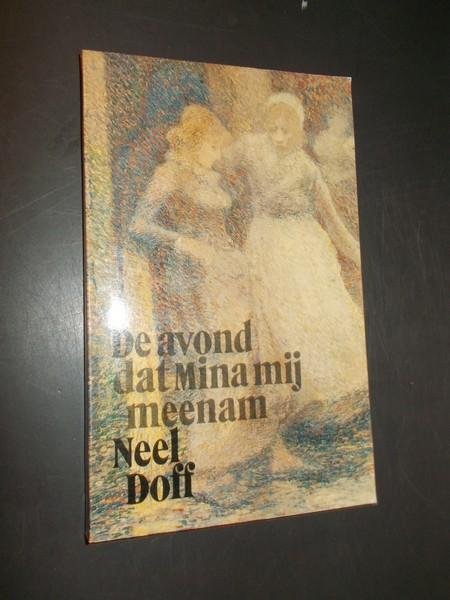 De avond
dat Mina mij
meenam
Neel
Doff